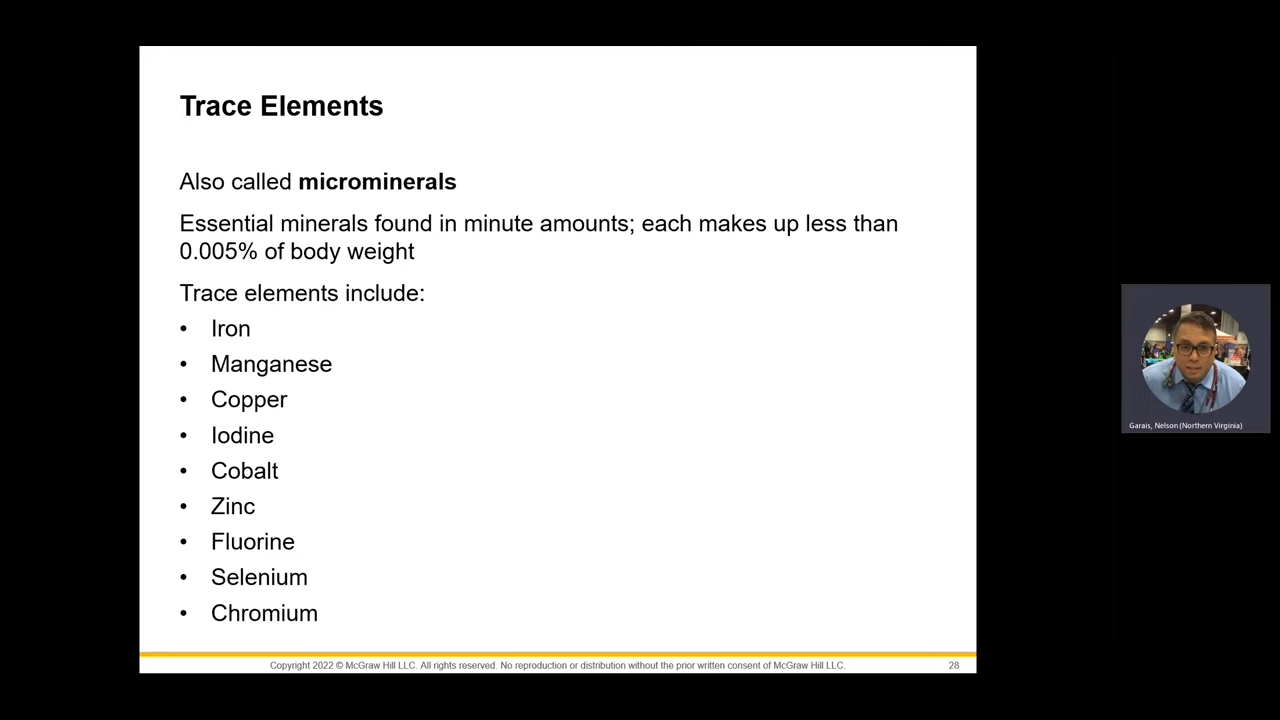 Trace Elements
Also called microminerals
Essential minerals found in minute amounts; each makes up less than
0.005% of body weight
Trace elements include:
• Iron
• Manganese
• Copper
• Iodine
• Cobalt
• Zinc
• Fluorine
• Selenium
• Chromium
Copyright 2022 © McGraw Hill LLC. All rights reserved. No reproduction or distribution without the prior written consent of McGraw Hill LLC.
28
Garais, Nelson (Northern Virginia)